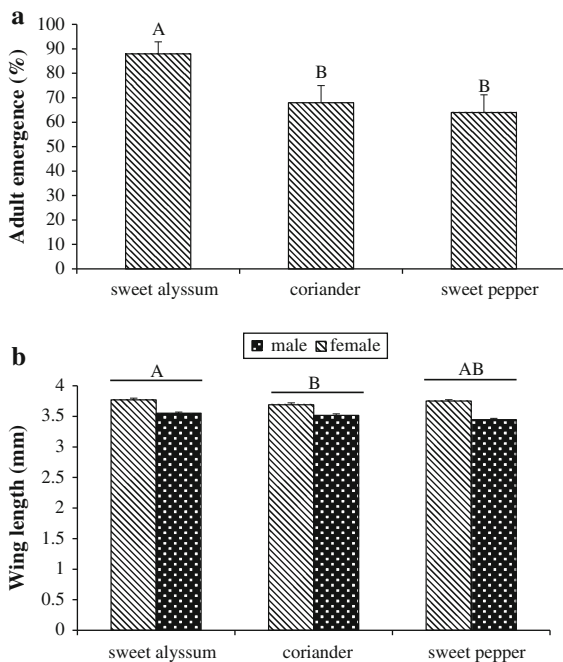 a
Adult emergence (%)
100
90
80
70
60
50
40
30
20
10
0
A
B
B
sweet alyssum coriander sweet pepper
b
male female
Wing length (mm)
4
3.5
3
2.5
2
1.5
1
0.5
0
A
B
AB
sweet alyssum coriander sweet pepper